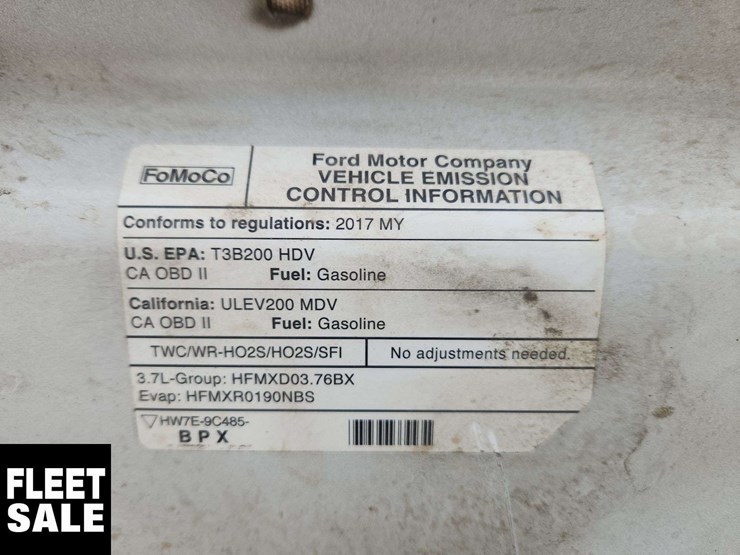 FoMoCo
Ford Motor Company
VEHICLE EMISSION
CONTROL INFORMATION
Conforms to regulations: 2017 MY
U.S. EPA: T3B200 HDV
CA OBD II Fuel: Gasoline
California: ULEV200 MDV
CA OBD II Fuel: Gasoline
TWC/WR-HO2S/HO2S/SFI No adjustments needed.
3.7L-Group: HFMXD03.76BX
Evap: HFMXR0190NBS
HW7E-9C485-
BPX
FLEET
SALE